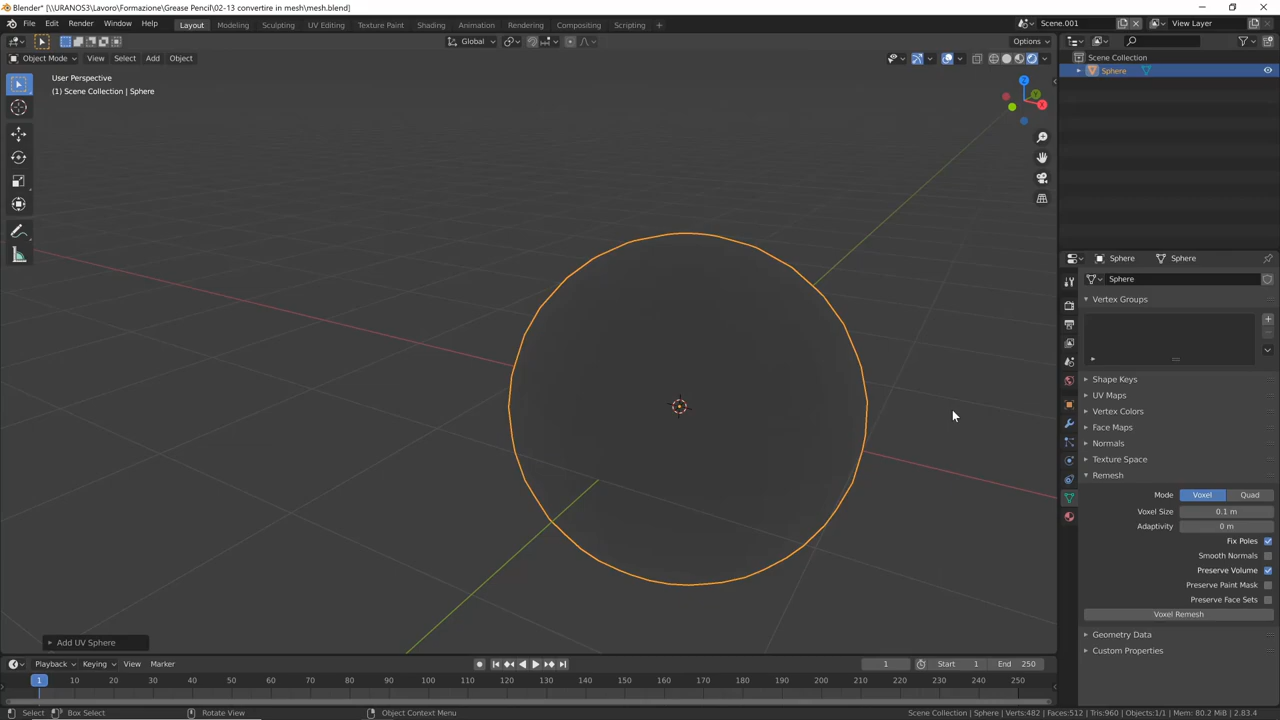 Blender* [\\URANOS3\Lavoro\Formazione\Grease Pencil\02-13 convertire in mesh\mesh.blend]
File Edit Render Window Help Layout Modeling Sculpting UV Editing Texture Paint Shading Animation Rendering Compositing Scripting + Scene.001 View Layer
Global Options
Object Mode View Select Add Object
User Perspective
(1) Scene Collection | Sphere
Z
Y
X
Add UV Sphere
Scene Collection
Sphere
Sphere Sphere
Sphere
Vertex Groups
Shape Keys
UV Maps
Vertex Colors
Face Maps
Normals
Texture Space
Remesh
Mode Voxel Quad
Voxel Size 0.1 m
Adaptivity 0 m
Fix Poles
Smooth Normals
Preserve Volume
Preserve Paint Mask
Preserve Face Sets
Voxel Remesh
Geometry Data
Custom Properties
Playback Keying View Marker 1 Start 1 End 250
1 10 20 30 40 50 60 70 80 90 100 110 120 130 140 150 160 170 180 190 200 210 220 230 240 250
Select Box Select Rotate View Object Context Menu Scene Collection | Sphere | Verts:482 | Faces:512 | Tris:960 | Objects:1/1 | Mem: 80.2 MiB | 2.83.4